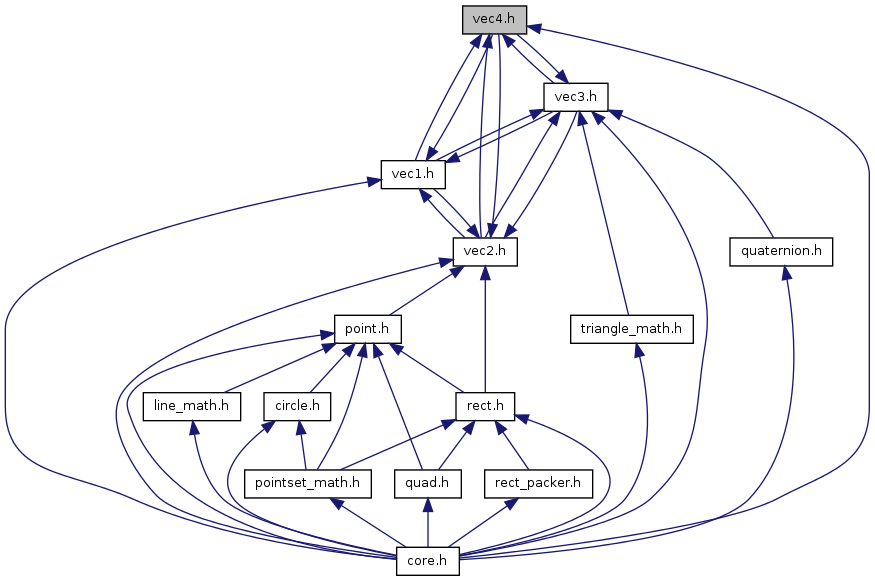 vec4.h
vec3.h
vec1.h
vec2.h
quaternion.h
point.h
triangle_math.h
line_math.h
circle.h
rect.h
pointset_math.h
quad.h
rect_packer.h
core.h